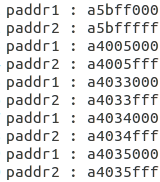 paddr1 : a5bff000
paddr2 : a5bfffff
paddr1 : a4005000
paddr2 : a4005fff
paddr1 : a4033000
paddr2 : a4033fff
paddr1 : a4034000
paddr2 : a4034fff
paddr1 : a4035000
paddr2 : a4035fff